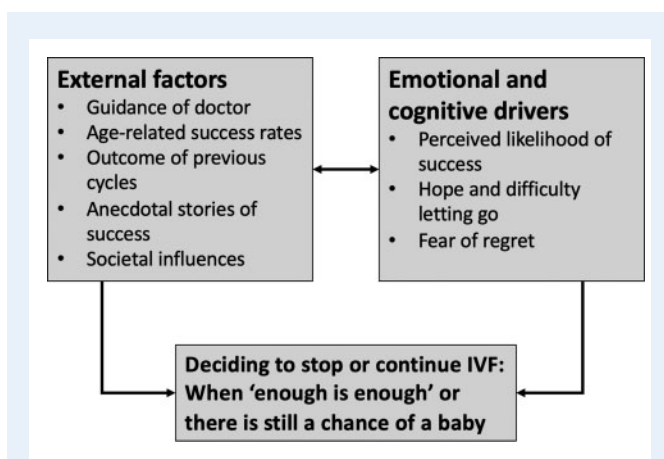 External factors
• Guidance of doctor
• Age-related success rates
• Outcome of previous
cycles
• Anecdotal stories of
success
• Societal influences
Emotional and
cognitive drivers
• Perceived likelihood of
success
• Hope and difficulty
letting go
• Fear of regret
Deciding to stop or continue IVF:
When ‘enough is enough’ or
there is still a chance of a baby